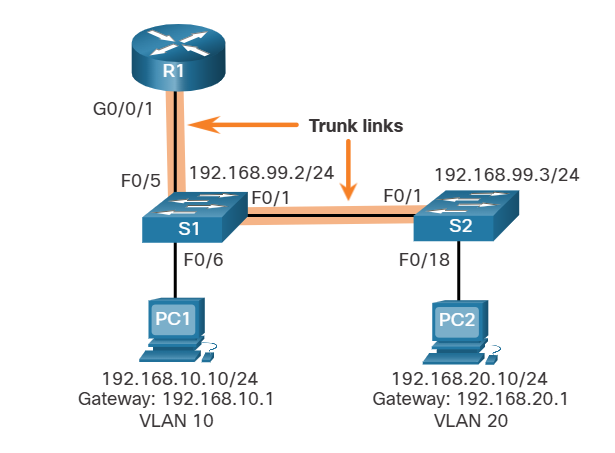 R1
G0/0/1
Trunk links
F0/5
192.168.99.2/24
192.168.99.3/24
F0/1
F0/1
S1
S2
F0/6
F0/18
PC1
PC2
192.168.10.10/24
Gateway: 192.168.10.1
VLAN 10
192.168.20.10/24
Gateway: 192.168.20.1
VLAN 20